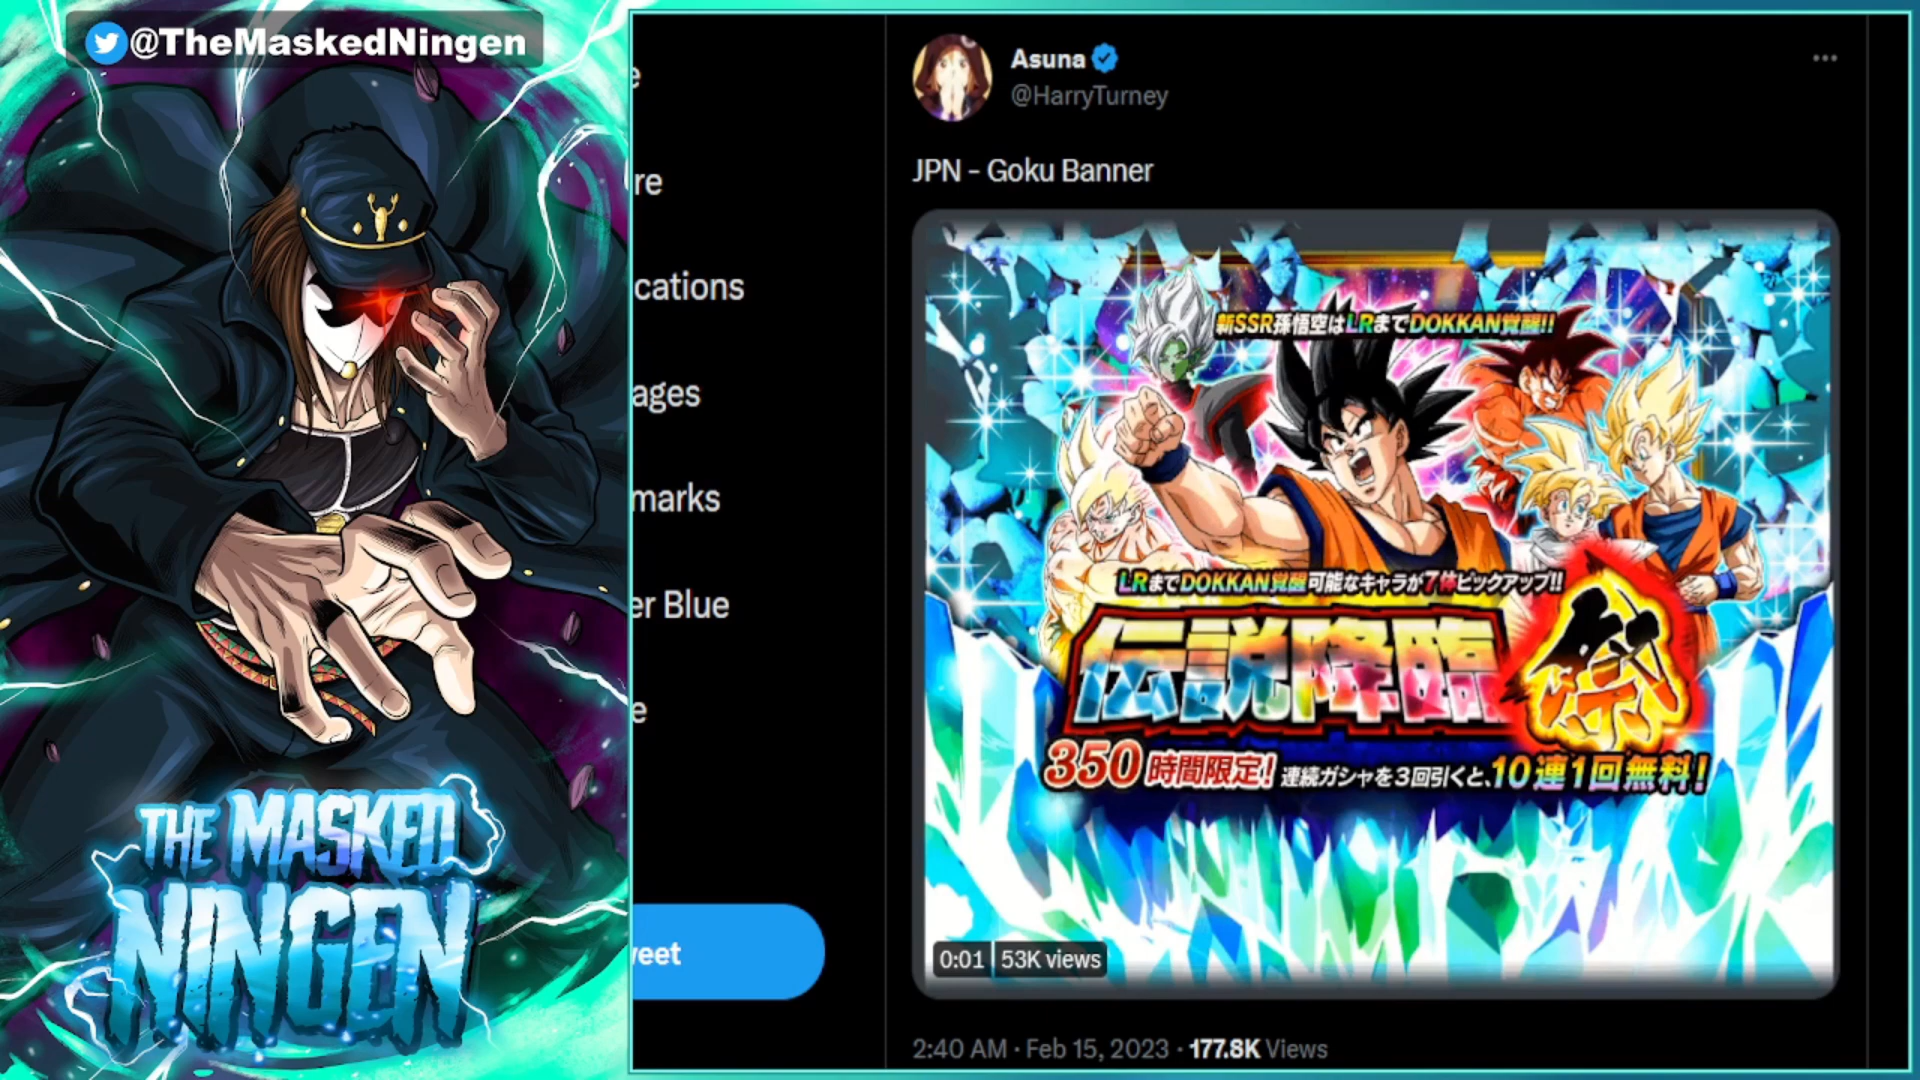 @TheMaskedNingen
THE MASKED
NINGEN
e
re
cations
ages
marks
er Blue
e
weet
Asuna
@HarryTurney
JPN - Goku Banner
新SSR孫悟空はLRまでDOKKAN覚醒!!
LRまでDOKKAN覚醒可能なキャラが7体ピックアップ!!
伝説降臨祭
350時間限定! 連続ガシャを3回引くと、10連1回無料!
0:01 53K views
2:40 AM · Feb 15, 2023 · 177.8K Views